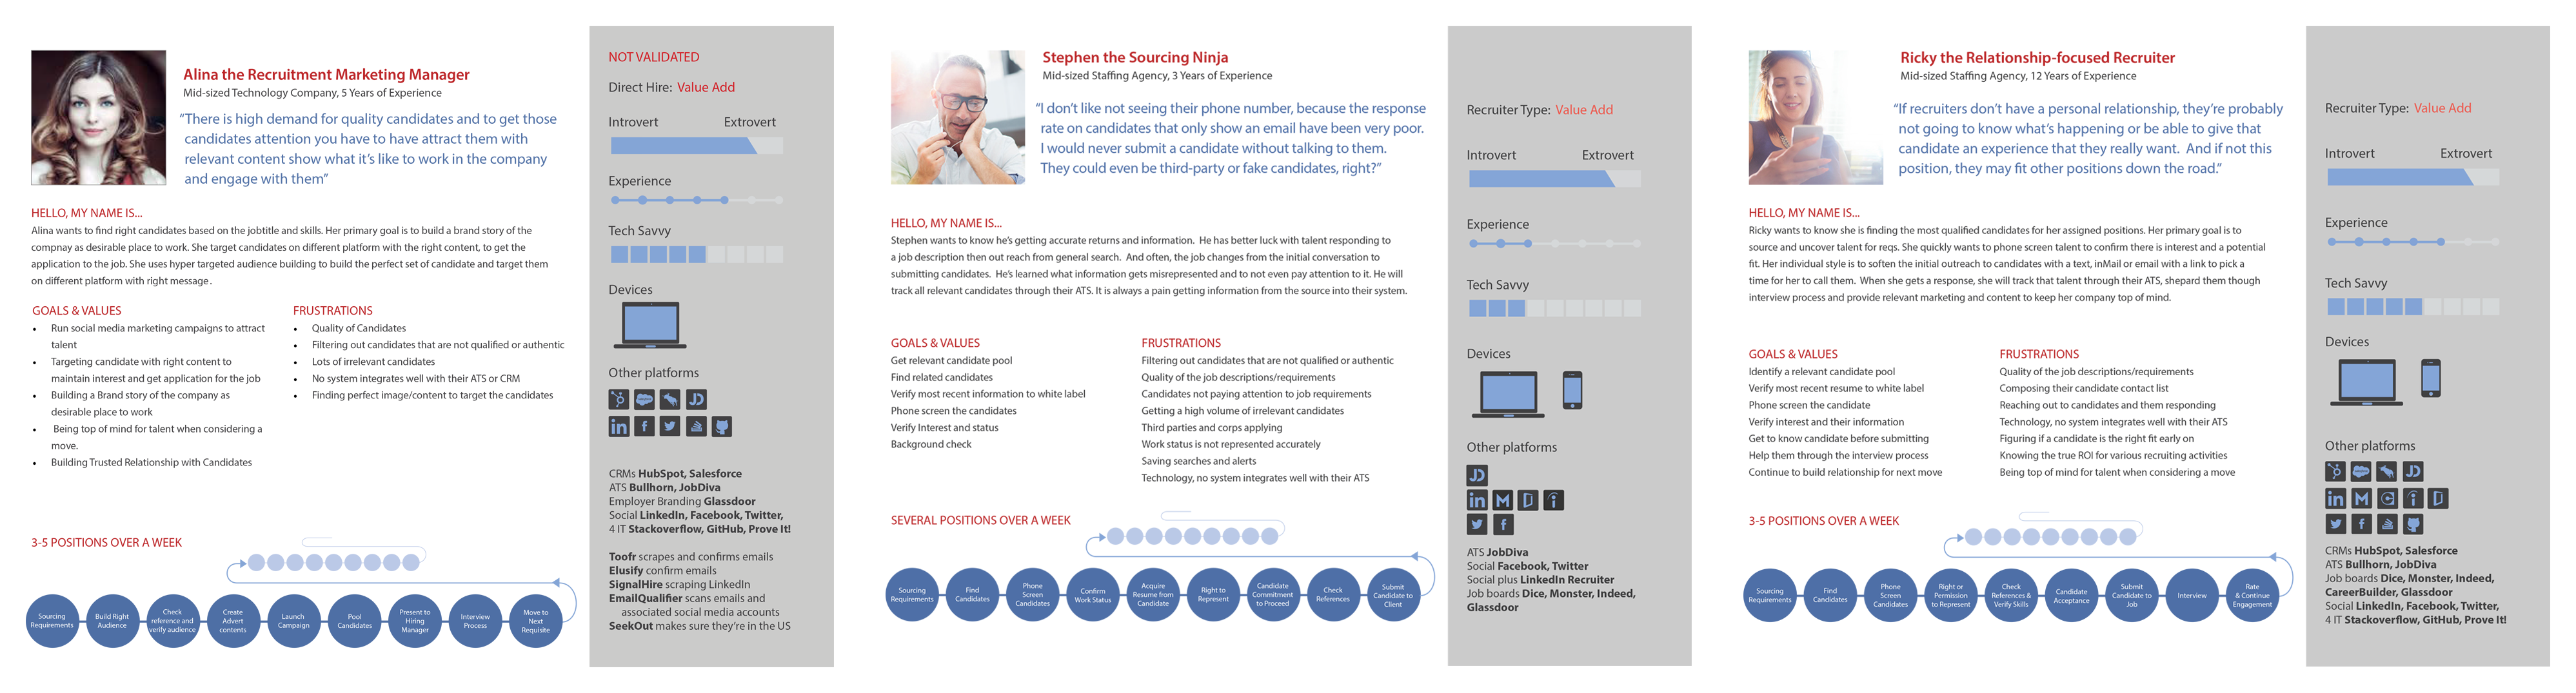 Alina the Recruitment Marketing Manager
Mid-sized Technology Company, 5 Years of Experience
“There is high demand for quality candidates and to get those
candidates attention you have to have attract them with
relevant content show what it’s like to work in the company
and engage with them”
HELLO, MY NAME IS...
Alina wants to find right candidates based on the jobtitle and skills. Her primary goal is to build a brand story of the
compnay as desirable place to work. She target candidates on different platform with the right content, to get the
application to the job. She uses hyper targeted audience building to build the perfect set of candidate and target them
on different platform with right message .
GOALS & VALUES
• Run social media marketing campaigns to attract
talent
• Targeting candidate with right content to
maintain interest and get application for the job
• Building a Brand story of the company as
desirable place to work
• Being top of mind for talent when considering a
move.
• Building Trusted Relationship with Candidates
FRUSTRATIONS
• Quality of Candidates
• Filtering out candidates that are not qualified or authentic
• Lots of irrelevant candidates
• No system integrates well with their ATS or CRM
• Finding perfect image/content to target the candidates
3-5 POSITIONS OVER A WEEK
Sourcing
Requirements
Build Right
Audience
Check
reference and
verify audience
Create
Advert
contents
Launch
Campaign
Pool
Candidates
Present to
Hiring
Manager
Interview
Process
Move to
Next
Requisite
NOT VALIDATED
Direct Hire: Value Add
Introvert Extrovert
Experience
Tech Savvy
Devices
Other platforms
JD
in
CRMs HubSpot, Salesforce
ATS Bullhorn, JobDiva
Employer Branding Glassdoor
Social LinkedIn, Facebook, Twitter,
4 IT Stackoverflow, GitHub, Prove It!
Toofr scrapes and confirms emails
Elusify confirm emails
SignalHire scraping LinkedIn
EmailQualifier scans emails and
associated social media accounts
SeekOut makes sure they’re in the US
Stephen the Sourcing Ninja
Mid-sized Staffing Agency, 3 Years of Experience
“I don’t like not seeing their phone number, because the response
rate on candidates that only show an email have been very poor.
I would never submit a candidate without talking to them.
They could even be third-party or fake candidates, right?”
HELLO, MY NAME IS...
Stephen wants to know he’s getting accurate returns and information. He has better luck with talent responding to
a job description then out reach from general search. And often, the job changes from the initial conversation to
submitting candidates. He’s learned what information gets misrepresented and to not even pay attention to it. He will
track all relevant candidates through their ATS. It is always a pain getting information from the source into their system.
GOALS & VALUES
Get relevant candidate pool
Find related candidates
Verify most recent information to white label
Phone screen the candidates
Verify Interest and status
Background check
FRUSTRATIONS
Filtering out candidates that are not qualified or authentic
Quality of the job descriptions/requirements
Candidates not paying attention to job requirements
Getting a high volume of irrelevant candidates
Third parties and corps applying
Work status is not represented accurately
Saving searches and alerts
Technology, no system integrates well with their ATS
SEVERAL POSITIONS OVER A WEEK
Sourcing
Requirements
Find
Candidates
Phone
Screen
Candidates
Confirm
Work Status
Acquire
Resume from
Candidate
Right to
Represent
Candidate
Commitment
to Proceed
Check
References
Submit
Candidate to
Client
Recruiter Type: Value Add
Introvert Extrovert
Experience
Tech Savvy
Devices
Other platforms
JD
in M
ATS JobDiva
Social Facebook, Twitter
Social plus LinkedIn Recruiter
Job boards Dice, Monster, Indeed,
Glassdoor
Ricky the Relationship-focused Recruiter
Mid-sized Staffing Agency, 12 Years of Experience
“If recruiters don’t have a personal relationship, they’re probably
not going to know what’s happening or be able to give that
candidate an experience that they really want. And if not this
position, they may fit other positions down the road.”
HELLO, MY NAME IS...
Ricky wants to know she is finding the most qualified candidates for her assigned positions. Her primary goal is to
source and uncover talent for reqs. She quickly wants to phone screen talent to confirm there is interest and a potential
fit. Her individual style is to soften the initial outreach to candidates with a text, inMail or email with a link to pick a
time for her to call them. When she gets a response, she will track that talent through their ATS, shepard them though
interview process and provide relevant marketing and content to keep her company top of mind.
GOALS & VALUES
Identify a relevant candidate pool
Verify most recent resume to white label
Phone screen the candidate
Verify interest and their information
Get to know candidate before submitting
Help them through the interview process
Continue to build relationship for next move
FRUSTRATIONS
Quality of the job descriptions/requirements
Composing their candidate contact list
Reaching out to candidates and them responding
Technology, no system integrates well with their ATS
Figuring if a candidate is the right fit early on
Knowing the true ROI for various recruiting activities
Being top of mind for talent when considering a move
3-5 POSITIONS OVER A WEEK
Sourcing
Requirements
Find
Candidates
Phone
Screen
Candidates
Right or
Permission
to Represent
Check
References &
Verify Skills
Candidate
Acceptance
Submit
Candidate to
Job
Interview
Rate
& Continue
Engagement
Recruiter Type: Value Add
Introvert Extrovert
Experience
Tech Savvy
Devices
Other platforms
JD
in M
CRMs HubSpot, Salesforce
ATS Bullhorn, JobDiva
Job boards Dice, Monster, Indeed,
CareerBuilder, Glassdoor
Social LinkedIn, Facebook, Twitter,
4 IT Stackoverflow, GitHub, Prove It!